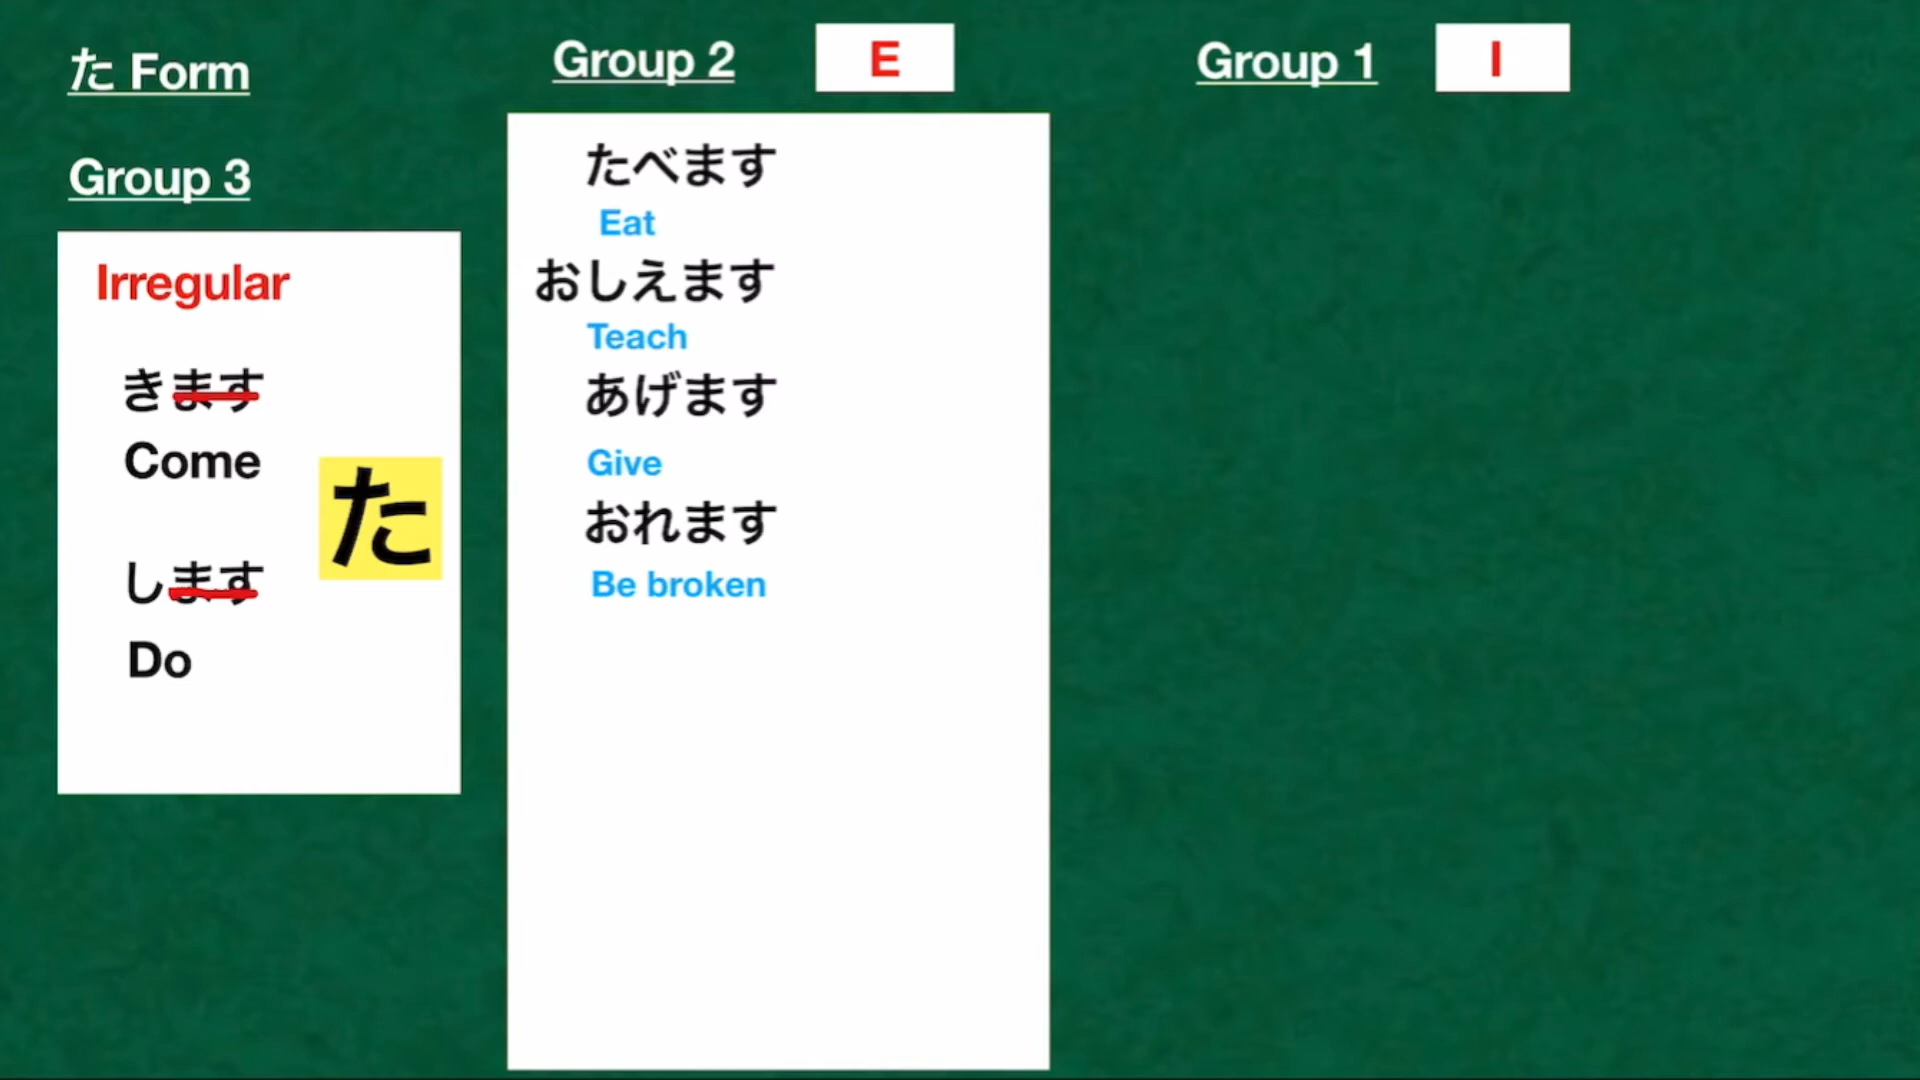 た Form
Group 3
Irregular
きます
Come
た
します
Do
Group 2
E
たべます
Eat
おしえます
Teach
あげます
Give
おれます
Be broken
Group 1
I